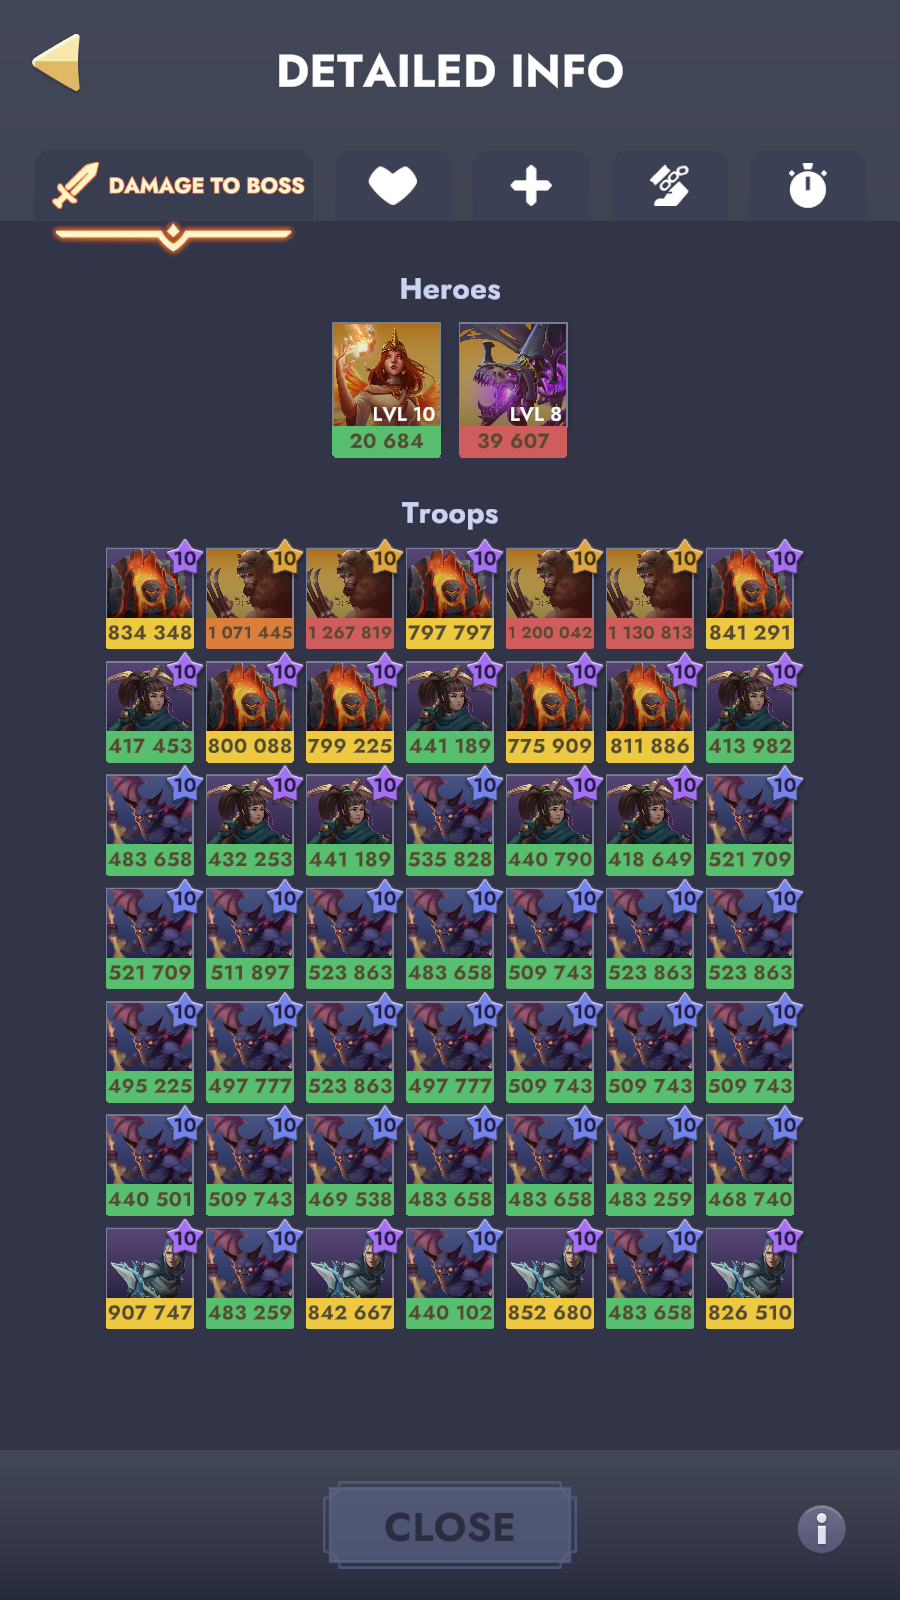 DETAILED INFO
DAMAGE TO BOSS
Heroes
LVL 10 LVL 8
20 684 39 607
Troops
10 10 10 10 10 10 10
834 348 1 071 445 1 267 819 797 797 1 200 042 1 130 813 841 291
10 10 10 10 10 10 10
417 453 800 088 799 225 441 189 775 909 811 886 413 982
10 10 10 10 10 10 10
483 658 432 253 441 189 535 828 440 790 418 649 521 709
10 10 10 10 10 10 10
521 709 511 897 523 863 483 658 509 743 523 863 523 863
10 10 10 10 10 10 10
495 225 497 777 523 863 497 777 509 743 509 743 509 743
10 10 10 10 10 10 10
440 501 509 743 469 538 483 658 483 658 483 259 468 740
10 10 10 10 10 10 10
907 747 483 259 842 667 440 102 852 680 483 658 826 510
CLOSE
i